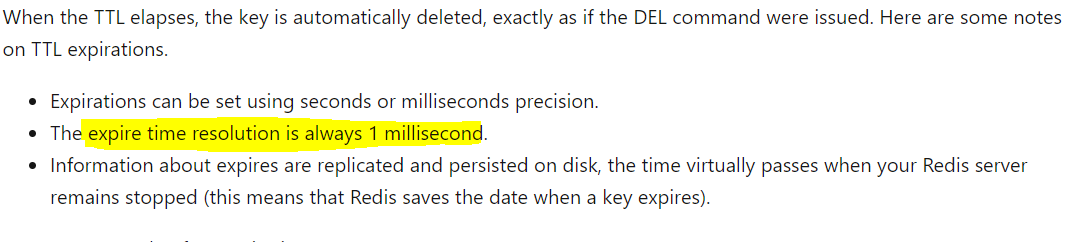 When the TTL elapses, the key is automatically deleted, exactly as if the DEL command were issued. Here are some notes
on TTL expirations.
• Expirations can be set using seconds or milliseconds precision.
• The expire time resolution is always 1 millisecond.
• Information about expires are replicated and persisted on disk, the time virtually passes when your Redis server
remains stopped (this means that Redis saves the date when a key expires).